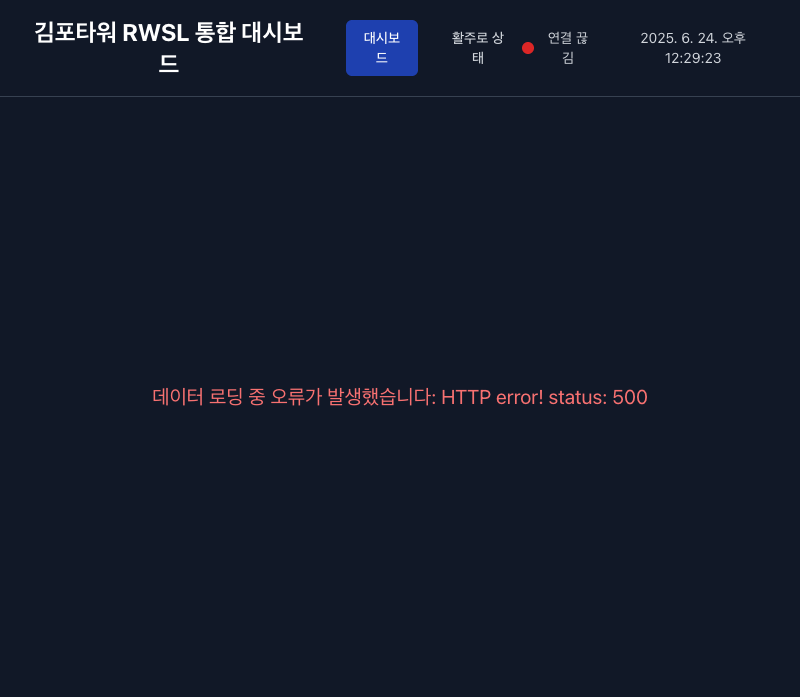 김포타워 RWSL 통합 대시보
드
대시보
드
활주로 상
태
연결 끊
김
2025. 6. 24. 오후
12:29:23
데이터 로딩 중 오류가 발생했습니다: HTTP error! status: 500